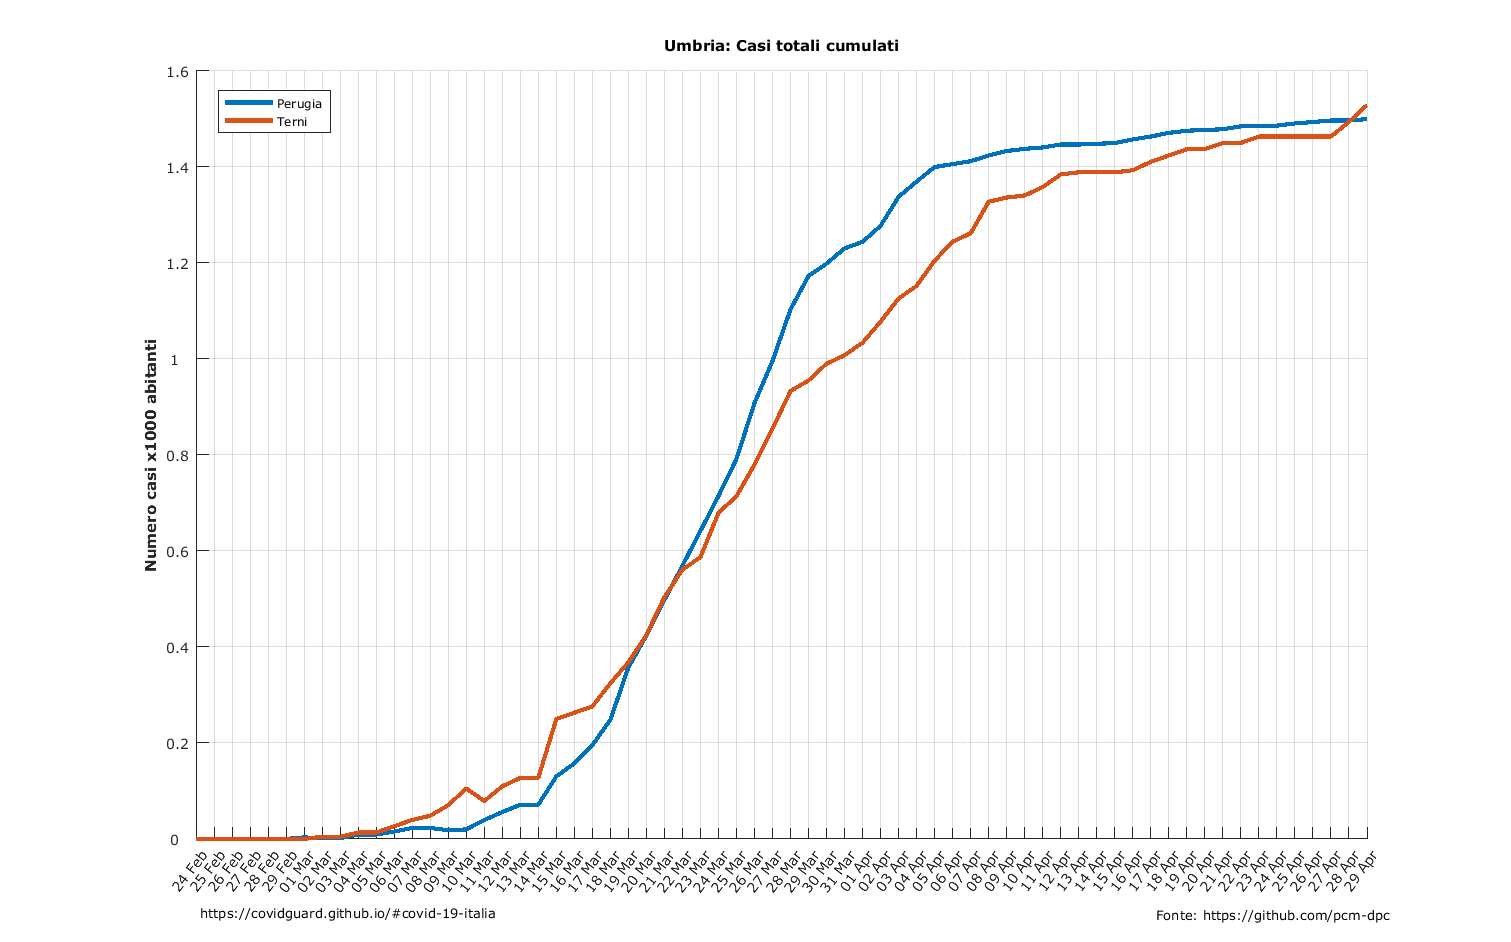 Umbria: Casi totali cumulati
1.6
Perugia
Terni
1.4
1.2
1
0.8
0.6
0.4
0.2
0
Numero casi x1000 abitanti
24 Feb
25 Feb
26 Feb
27 Feb
28 Feb
29 Feb
01 Mar
02 Mar
03 Mar
04 Mar
05 Mar
06 Mar
07 Mar
08 Mar
09 Mar
10 Mar
11 Mar
12 Mar
13 Mar
14 Mar
15 Mar
16 Mar
17 Mar
18 Mar
19 Mar
20 Mar
21 Mar
22 Mar
23 Mar
24 Mar
25 Mar
26 Mar
27 Mar
28 Mar
29 Mar
30 Mar
31 Mar
01 Apr
02 Apr
03 Apr
04 Apr
05 Apr
06 Apr
07 Apr
08 Apr
09 Apr
10 Apr
11 Apr
12 Apr
13 Apr
14 Apr
15 Apr
16 Apr
17 Apr
18 Apr
19 Apr
20 Apr
21 Apr
22 Apr
23 Apr
24 Apr
25 Apr
26 Apr
27 Apr
28 Apr
29 Apr
https://covidguard.github.io/#covid-19-italia
Fonte: https://github.com/pcm-dpc